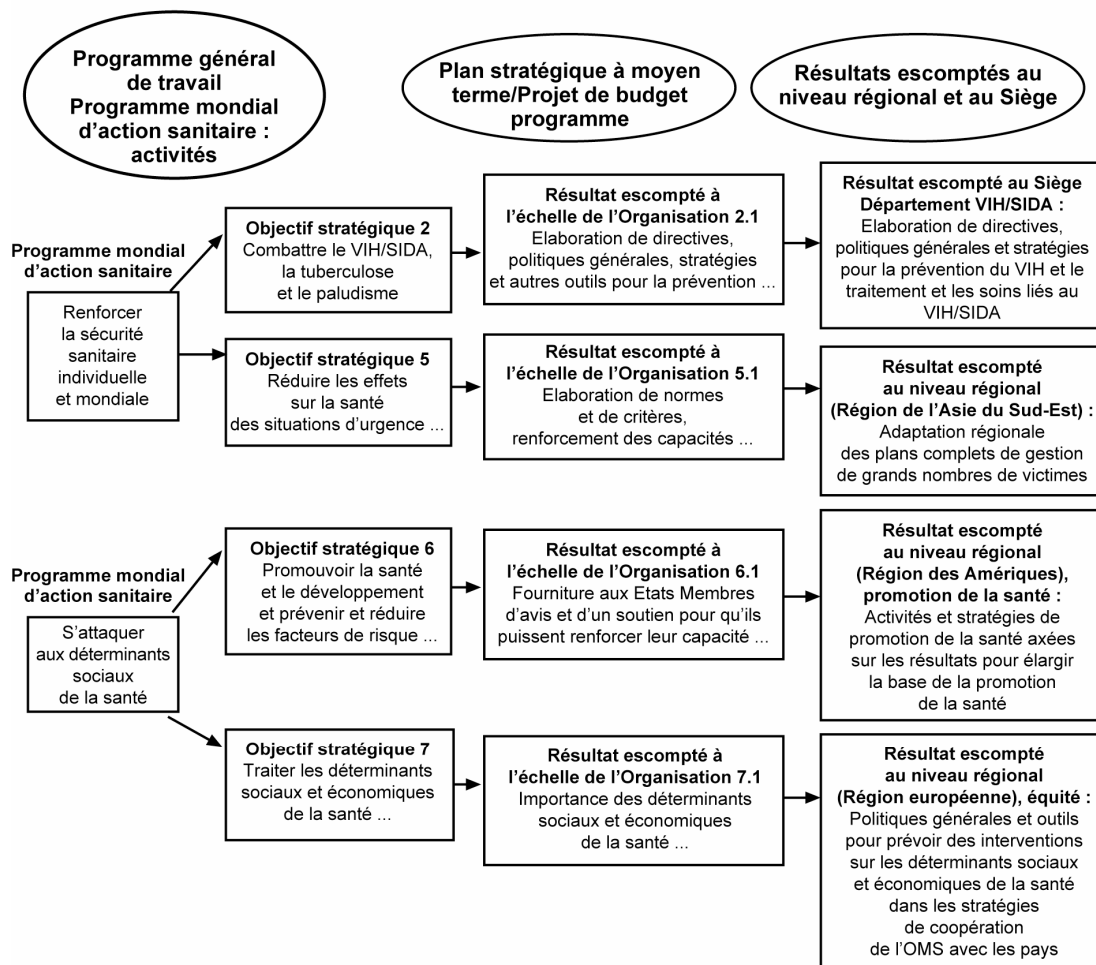 Programme général
de travail
Programme mondial
d’action sanitaire :
activités
Plan stratégique à moyen
terme/Projet de budget
programme
Résultats escomptés au
niveau régional et au Siège
Programme mondial
d’action sanitaire
Renforcer
la sécurité
sanitaire
individuelle
et mondiale
Objectif stratégique 2
Combattre le VIH/SIDA,
la tuberculose
et le paludisme
Résultat escompté à
l’échelle de l’Organisation 2.1
Elaboration de directives,
politiques générales, stratégies
et autres outils pour la prévention ...
Résultat escompté au Siège
Département VIH/SIDA :
Elaboration de directives,
politiques générales et stratégies
pour la prévention du VIH et le
traitement et les soins liés au
VIH/SIDA
Objectif stratégique 5
Réduire les effets
sur la santé
des situations d’urgence ...
Résultat escompté à
l’échelle de l’Organisation 5.1
Elaboration de normes
et de critères,
renforcement des capacités ...
Résultat escompté
au niveau régional
(Région de l’Asie du Sud-Est) :
Adaptation régionale
des plans complets de gestion
de grands nombres de victimes
Programme mondial
d’action sanitaire
S’attaquer
aux déterminants
sociaux
de la santé
Objectif stratégique 6
Promouvoir la santé
et le développement
et prévenir et réduire
les facteurs de risque ...
Résultat escompté à
l’échelle de l’Organisation 6.1
Fourniture aux Etats Membres
d’avis et d’un soutien pour qu’ils
puissent renforcer leur capacité ...
Résultat escompté
au niveau régional
(Région des Amériques),
promotion de la santé :
Activités et stratégies de
promotion de la santé axées
sur les résultats pour élargir
la base de la promotion
de la santé
Objectif stratégique 7
Traiter les déterminants
sociaux et économiques
de la santé ...
Résultat escompté à
l’échelle de l’Organisation 7.1
Importance des déterminants
sociaux et économiques
de la santé ...
Résultat escompté
au niveau régional
(Région européenne), équité :
Politiques générales et outils
pour prévoir des interventions
sur les déterminants sociaux
et économiques de la santé
dans les stratégies
de coopération
de l’OMS avec les pays